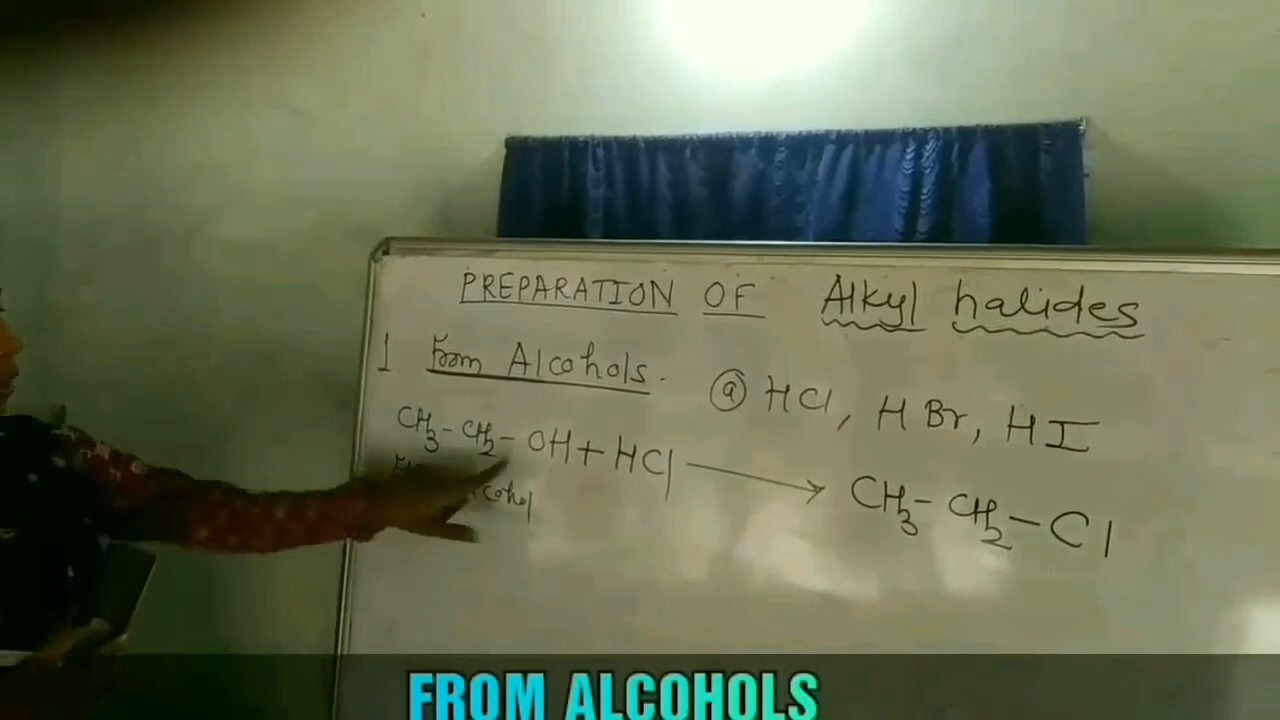 PREPARATION OF Alkyl halides
1 From Alcohols. ⓐ HCl, HBr, HI
CH₃-CH₂-OH+HCl ⟶ CH₃-CH₂-Cl
FROM ALCOHOLS